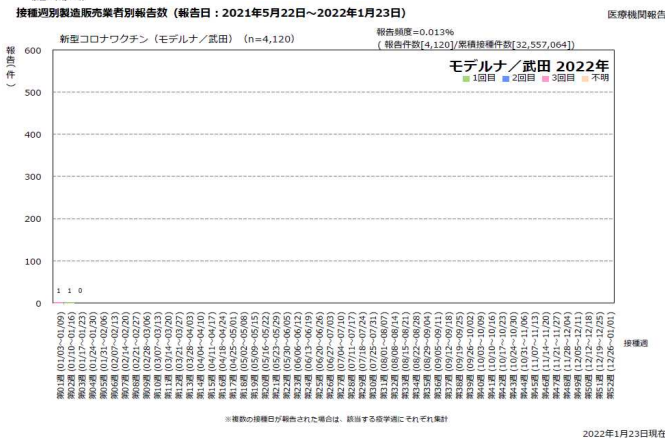 接種週別製造販売業者別報告数（報告日：2021年5月22日～2022年1月23日）
医療機関報告
新型コロナワクチン（モデルナ／武田）（n=4,120）
報告頻度=0.013%
( 報告件数[4,120]/累積接種件数[32,557,064])
報告(件)
モデルナ／武田 2022年
1回目 2回目 3回目 不明
600
500
400
300
200
100
0
1 1 0
第01週 (01/03～01/09)
第02週 (01/10～01/16)
第03週 (01/17～01/23)
第04週 (01/24～01/30)
第05週 (01/31～02/06)
第06週 (02/07～02/13)
第07週 (02/14～02/20)
第08週 (02/21～02/27)
第09週 (02/28～03/06)
第10週 (03/07～03/13)
第11週 (03/14～03/20)
第12週 (03/21～03/27)
第13週 (03/28～04/03)
第14週 (04/04～04/10)
第15週 (04/11～04/17)
第16週 (04/18～04/24)
第17週 (04/25～05/01)
第18週 (05/02～05/08)
第19週 (05/09～05/15)
第20週 (05/16～05/22)
第21週 (05/23～05/29)
第22週 (05/30～06/05)
第23週 (06/06～06/12)
第24週 (06/13～06/19)
第25週 (06/20～06/26)
第26週 (06/27～07/03)
第27週 (07/04～07/10)
第28週 (07/11～07/17)
第29週 (07/18～07/24)
第30週 (07/25～07/31)
第31週 (08/01～08/07)
第32週 (08/08～08/14)
第33週 (08/15～08/21)
第34週 (08/22～08/28)
第35週 (08/29～09/04)
第36週 (09/05～09/11)
第37週 (09/12～09/18)
第38週 (09/19～09/25)
第39週 (09/26～10/02)
第40週 (10/03～10/09)
第41週 (10/10～10/16)
第42週 (10/17～10/23)
第43週 (10/24～10/30)
第44週 (10/31～11/06)
第45週 (11/07～11/13)
第46週 (11/14～11/20)
第47週 (11/21～11/27)
第48週 (11/28～12/04)
第49週 (12/05～12/11)
第50週 (12/12～12/18)
第51週 (12/19～12/25)
第52週 (12/26～01/01)
接種週
※複数の接種日が報告された場合は、該当する疫学週にそれぞれ集計
2022年1月23日現在